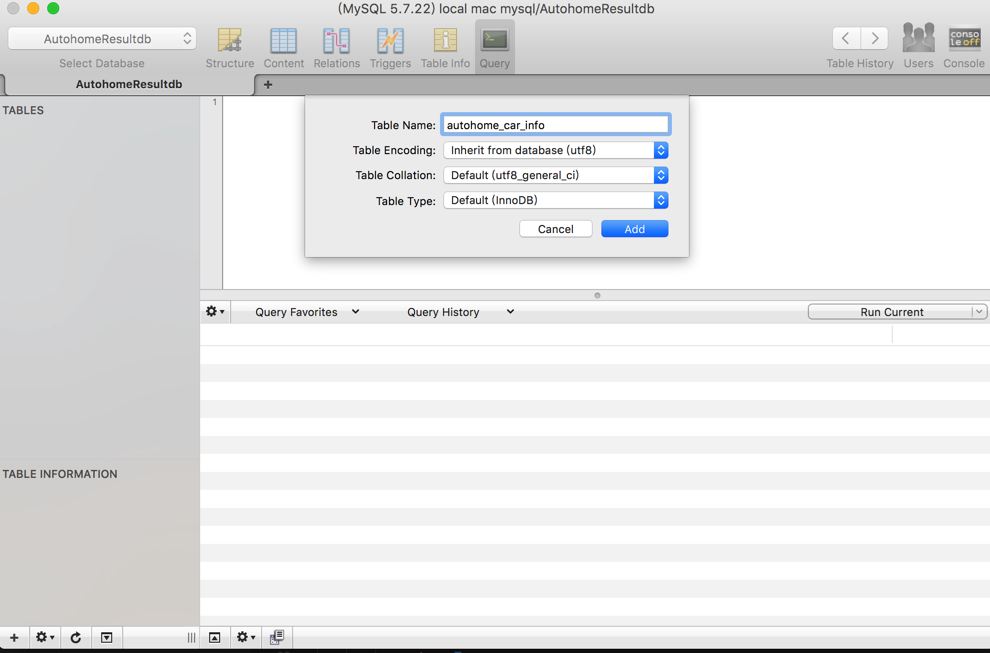 (MySQL 5.7.22) local mac mysql/AutohomeResultdb
AutohomeResultdb
Select Database
Structure
Content
Relations
Triggers
Table Info
Query
Table History
Users
conso
leoff
Console
AutohomeResultdb
+
TABLES
1
Table Name:
autohome_car_info
Table Encoding:
Inherit from database (utf8)
Table Collation:
Default (utf8_general_ci)
Table Type:
Default (InnoDB)
Cancel
Add
Query Favorites
Query History
Run Current
TABLE INFORMATION